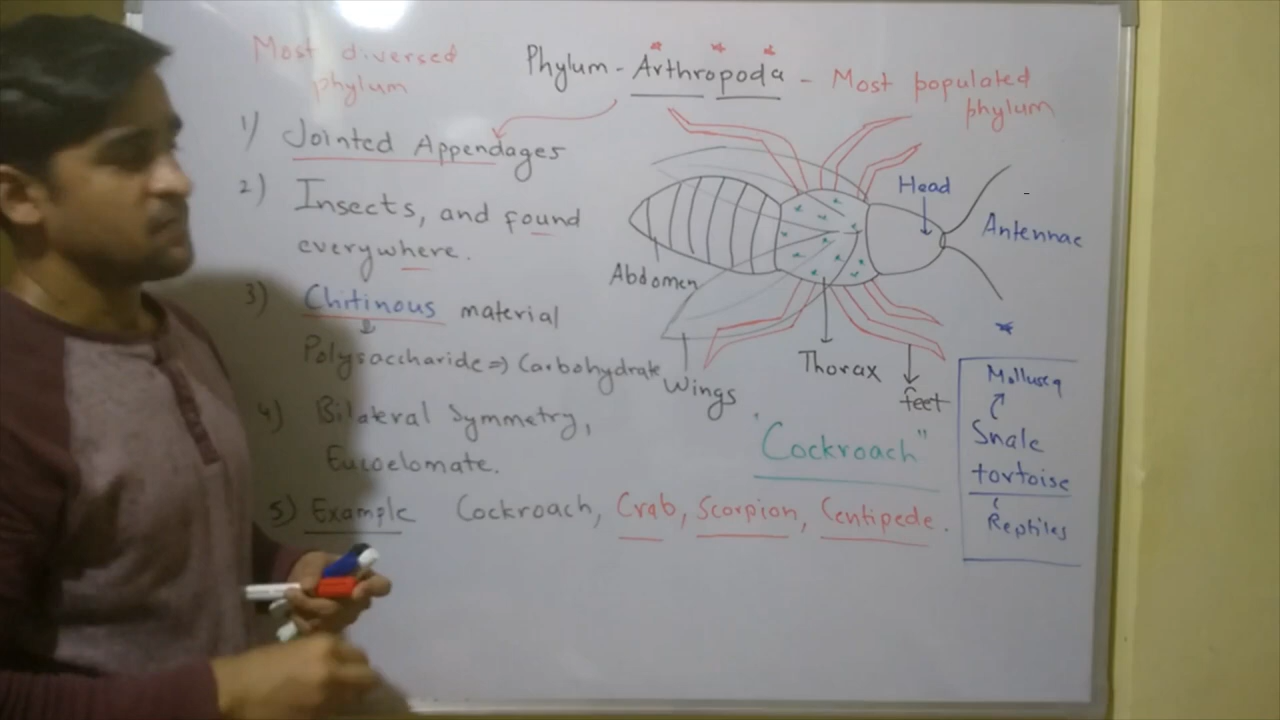 Most diversed
phylum
Phylum - Arthropoda - Most populated
phylum
1) Jointed Appendages
2) Insects, and found
everywhere.
3) Chitinous material
Polysaccharide => Carbohydrate
4) Bilateral Symmetry,
Eucoelomate.
5) Example Cockroach, Crab, Scorpion, Centipede.
Head
Antennae
Abdomen
Wings
Thorax
feet
"Cockroach"
Mollusca
Snale
tortoise
Reptiles